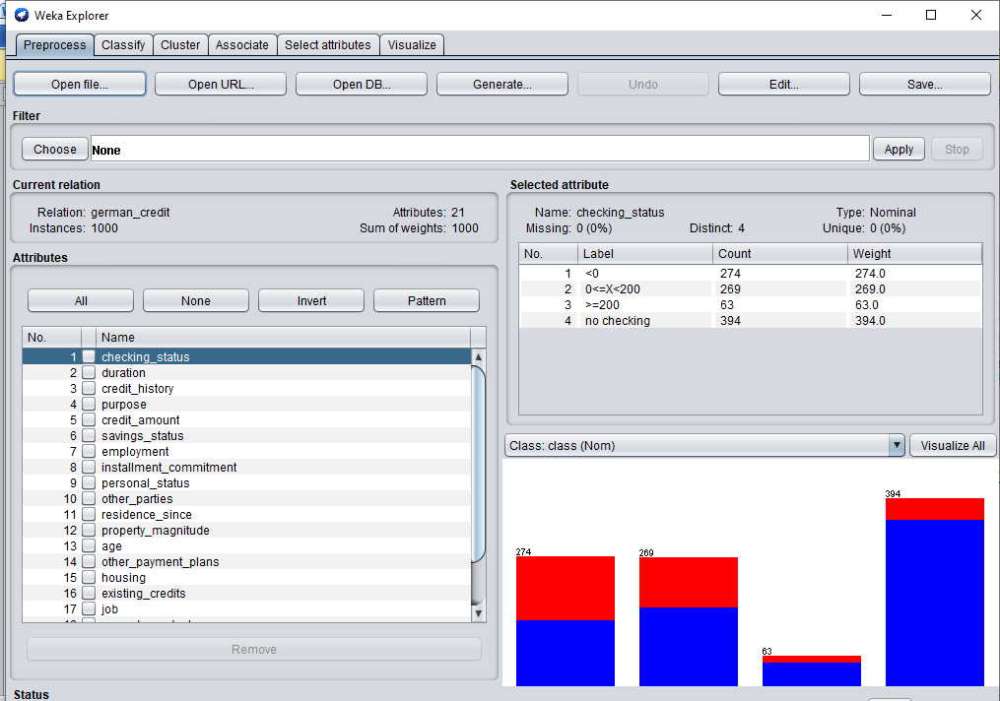 Weka Explorer
Preprocess Classify Cluster Associate Select attributes Visualize
Open file... Open URL... Open DB... Generate... Undo Edit... Save...
Filter
Choose None Apply Stop
Current relation
Relation: german_credit Attributes: 21
Instances: 1000 Sum of weights: 1000
Attributes
All None Invert Pattern
No. Name
1 checking_status
2 duration
3 credit_history
4 purpose
5 credit_amount
6 savings_status
7 employment
8 installment_commitment
9 personal_status
10 other_parties
11 residence_since
12 property_magnitude
13 age
14 other_payment_plans
15 housing
16 existing_credits
17 job
Remove
Status
Selected attribute
Name: checking_status Type: Nominal
Missing: 0 (0%) Distinct: 4 Unique: 0 (0%)
No. Label Count Weight
1 <0 274 274.0
2 0<=X<200 269 269.0
3 >=200 63 63.0
4 no checking 394 394.0
Class: class (Nom) Visualize All
274 269 63 394